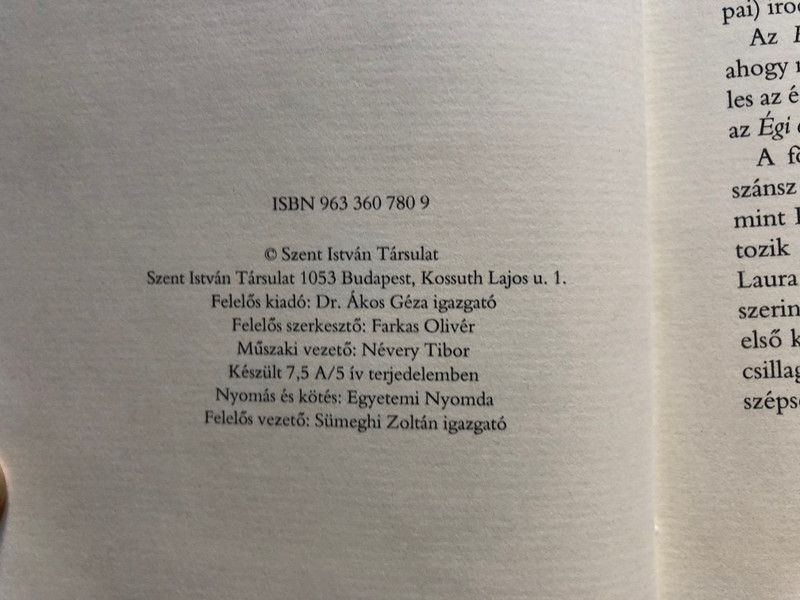 ISBN 963 360 780 9
© Szent István Társulat
Szent István Társulat 1053 Budapest, Kossuth Lajos u. 1.
Felelős kiadó: Dr. Ákos Géza igazgató
Felelős szerkesztő: Farkas Olivér
Műszaki vezető: Névery Tibor
Készült 7,5 A/5 ív terjedelemben
Nyomás és kötés: Egyetemi Nyomda
Felelős vezető: Sümeghi Zoltán igazgató
pai)
Az
ahogy
les az é
az Égi
A
szánsz
mint
tozik
Laura
szerin
első k
csillag
széps